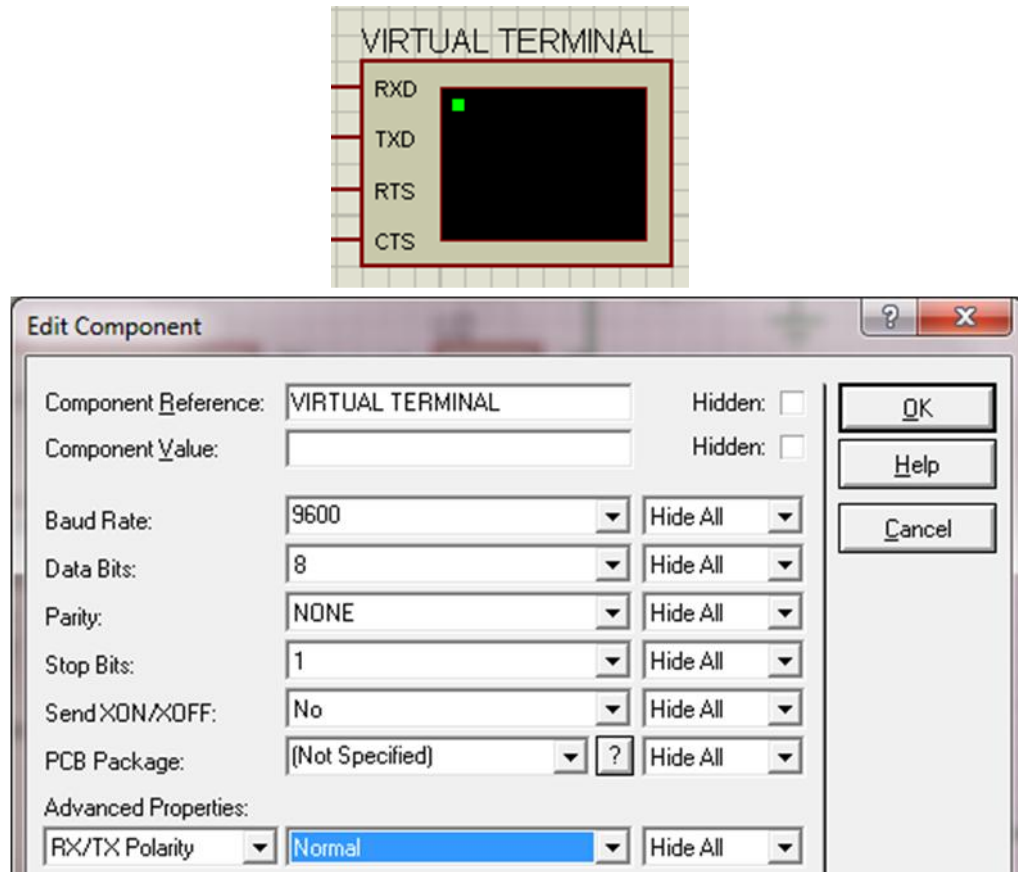 VIRTUAL TERMINAL
RXD
TXD
RTS
CTS
Edit Component
?
X
Component Reference: VIRTUAL TERMINAL Hidden:
OK
Component Value: Hidden:
Help
Baud Rate: 9600 Hide All
Cancel
Data Bits: 8 Hide All
Parity: NONE Hide All
Stop Bits: 1 Hide All
Send XON/XOFF: No Hide All
PCB Package: (Not Specified) ? Hide All
Advanced Properties:
RX/TX Polarity Normal Hide All